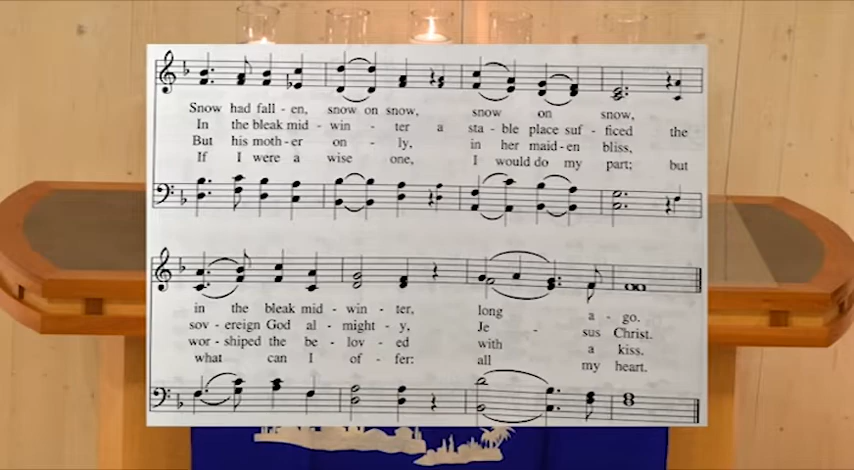 Snow had fall - en, snow on snow, snow on snow,
In the bleak mid - win - ter a sta - ble place suf - ficed the
But his moth - er on - ly, in her maid - en bliss,
If I were a wise one, I would do my part; but
in the bleak mid - win - ter, long a - go.
sov - ereign God al - might - y, Je - sus Christ.
wor - shiped the be - lov - ed with a kiss.
what can I of - fer: all my heart.